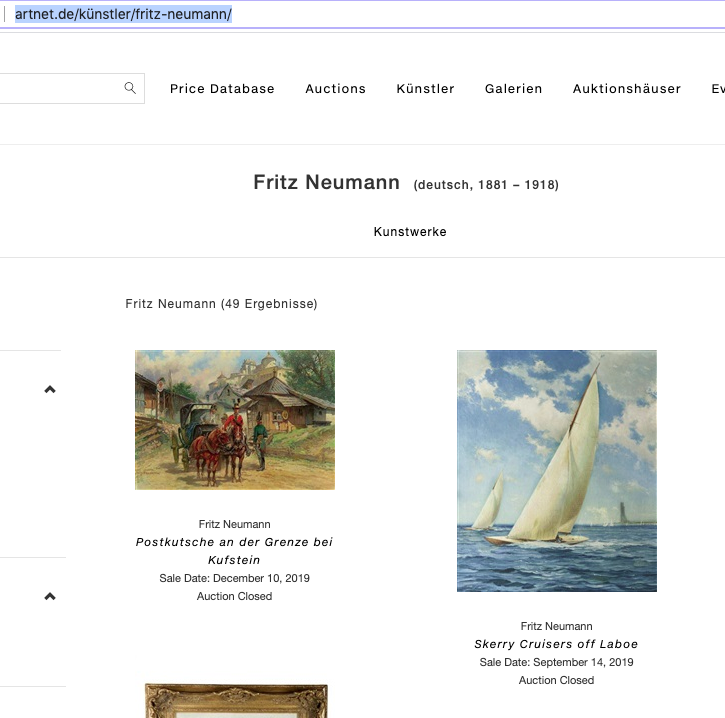 artnet.de/künstler/fritz-neumann/
Price Database Auctions Künstler Galerien Auktionshäuser Ev
Fritz Neumann (deutsch, 1881 – 1918)
Kunstwerke
Fritz Neumann (49 Ergebnisse)
Fritz Neumann
Postkutsche an der Grenze bei
Kufstein
Sale Date: December 10, 2019
Auction Closed
Fritz Neumann
Skerry Cruisers off Laboe
Sale Date: September 14, 2019
Auction Closed